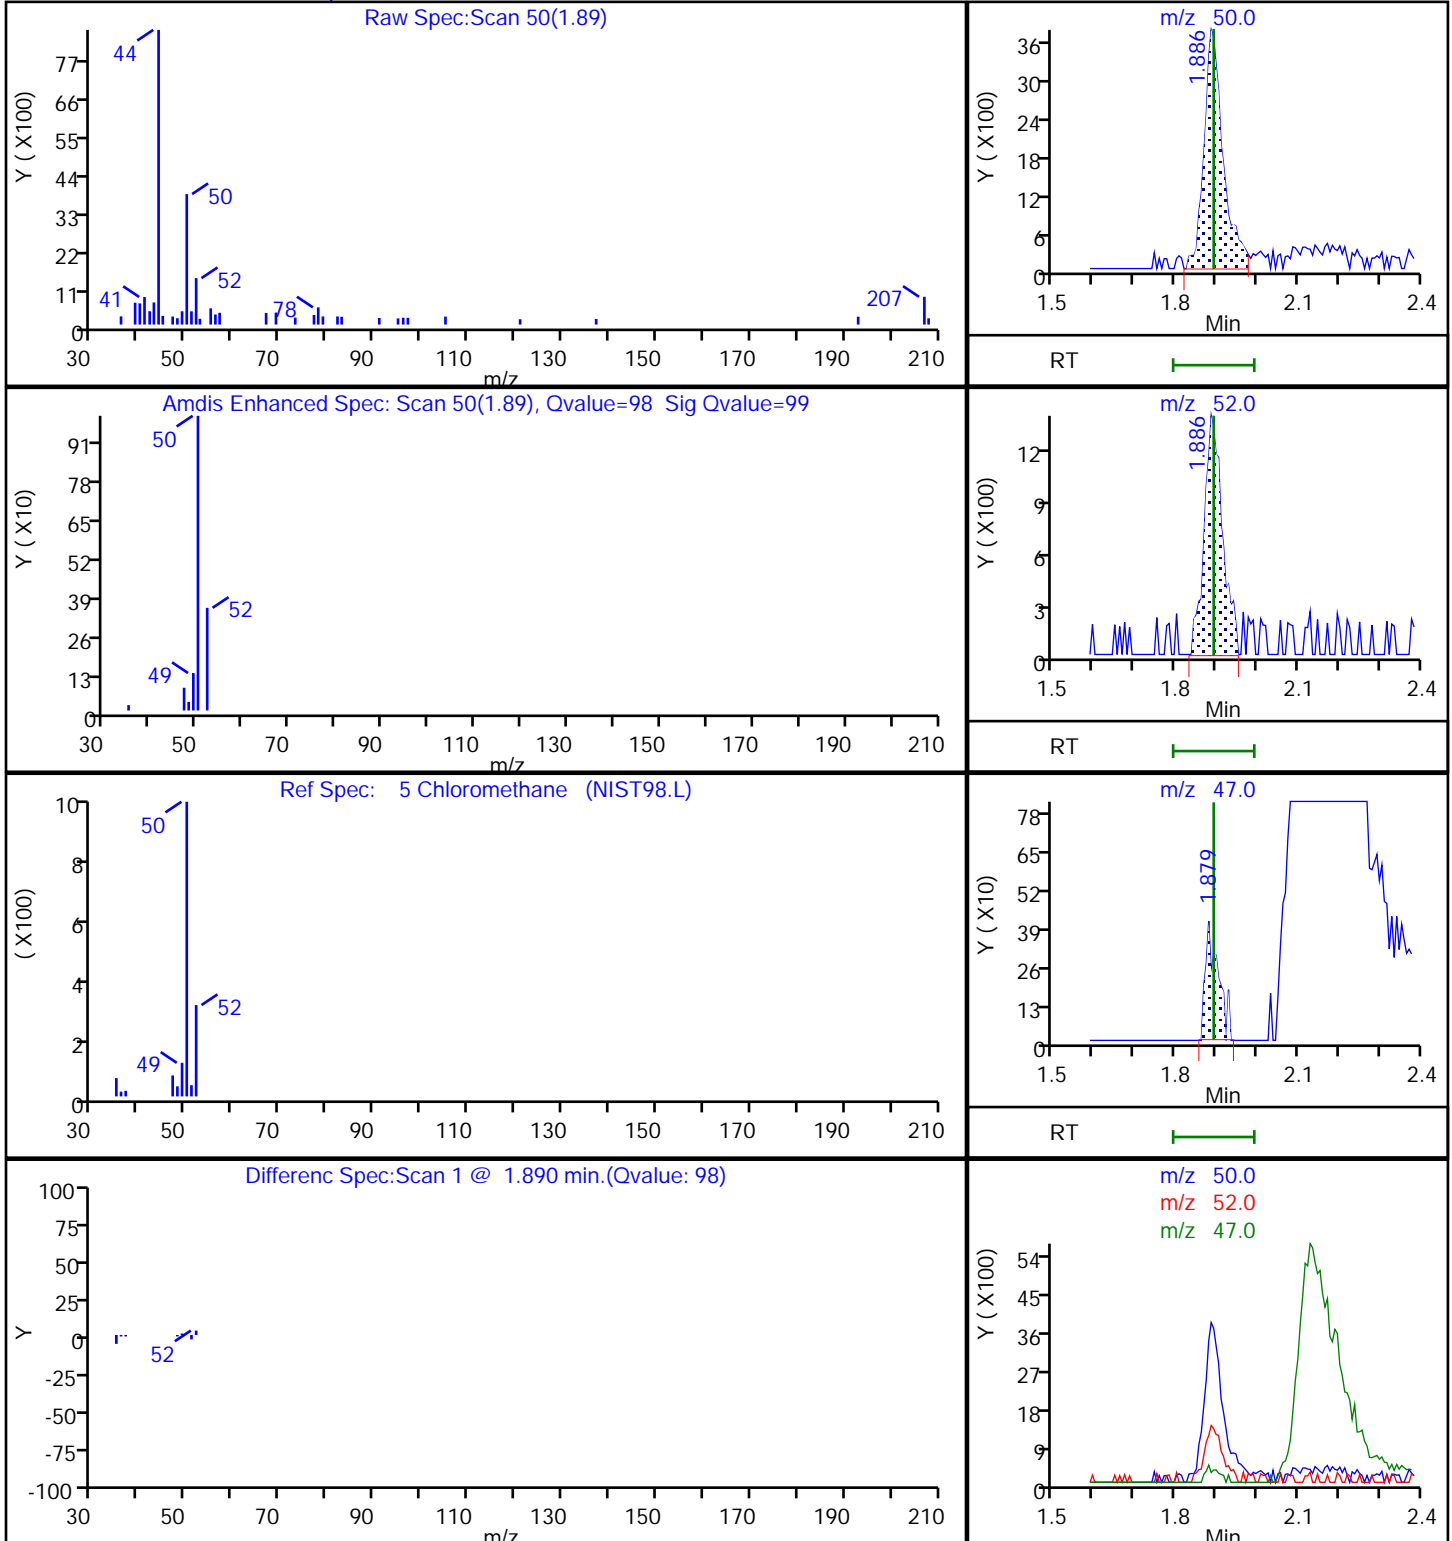 Raw Spec:Scan 50(1.89)
Y ( X100)
77
66
55
44
33
22
11
0
44
50
52
41
78
207
30 50 70 90 110 130 150 170 190 210
m/z
m/z 50.0
Y ( X100)
36
30
24
18
12
6
0
1.886
1.5 1.8 2.1 2.4
Min
RT
Amdis Enhanced Spec: Scan 50(1.89), Qvalue=98 Sig Qvalue=99
Y ( X10)
91
78
65
52
39
26
13
0
50
52
49
30 50 70 90 110 130 150 170 190 210
m/z
m/z 52.0
Y ( X100)
12
9
6
3
0
1.886
1.5 1.8 2.1 2.4
Min
RT
Ref Spec: 5 Chloromethane (NIST98.L)
( X100)
10
8
6
4
2
0
50
52
49
30 50 70 90 110 130 150 170 190 210
m/z 47.0
Y ( X10)
78
65
52
39
26
13
0
1.879
1.5 1.8 2.1 2.4
Min
RT
Differenc Spec:Scan 1 @ 1.890 min.(Qvalue: 98)
Y
100
75
50
25
0
-25
-50
-75
-100
52
30 50 70 90 110 130 150 170 190 210
m/z
m/z 50.0
m/z 52.0
m/z 47.0
Y ( X100)
54
45
36
27
18
9
0
1.5 1.8 2.1 2.4
Min